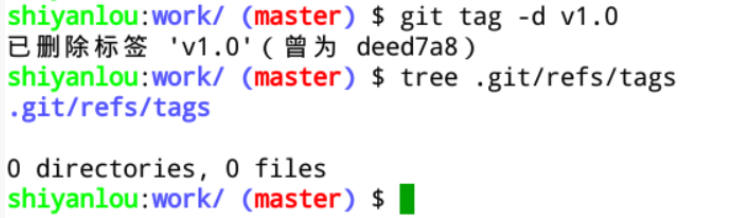 shiyanlou:work/ (master) $ git tag -d v1.0
已删除标签 'v1.0'（曾为 deed7a8）
shiyanlou:work/ (master) $ tree .git/refs/tags
.git/refs/tags
0 directories, 0 files
shiyanlou:work/ (master) $